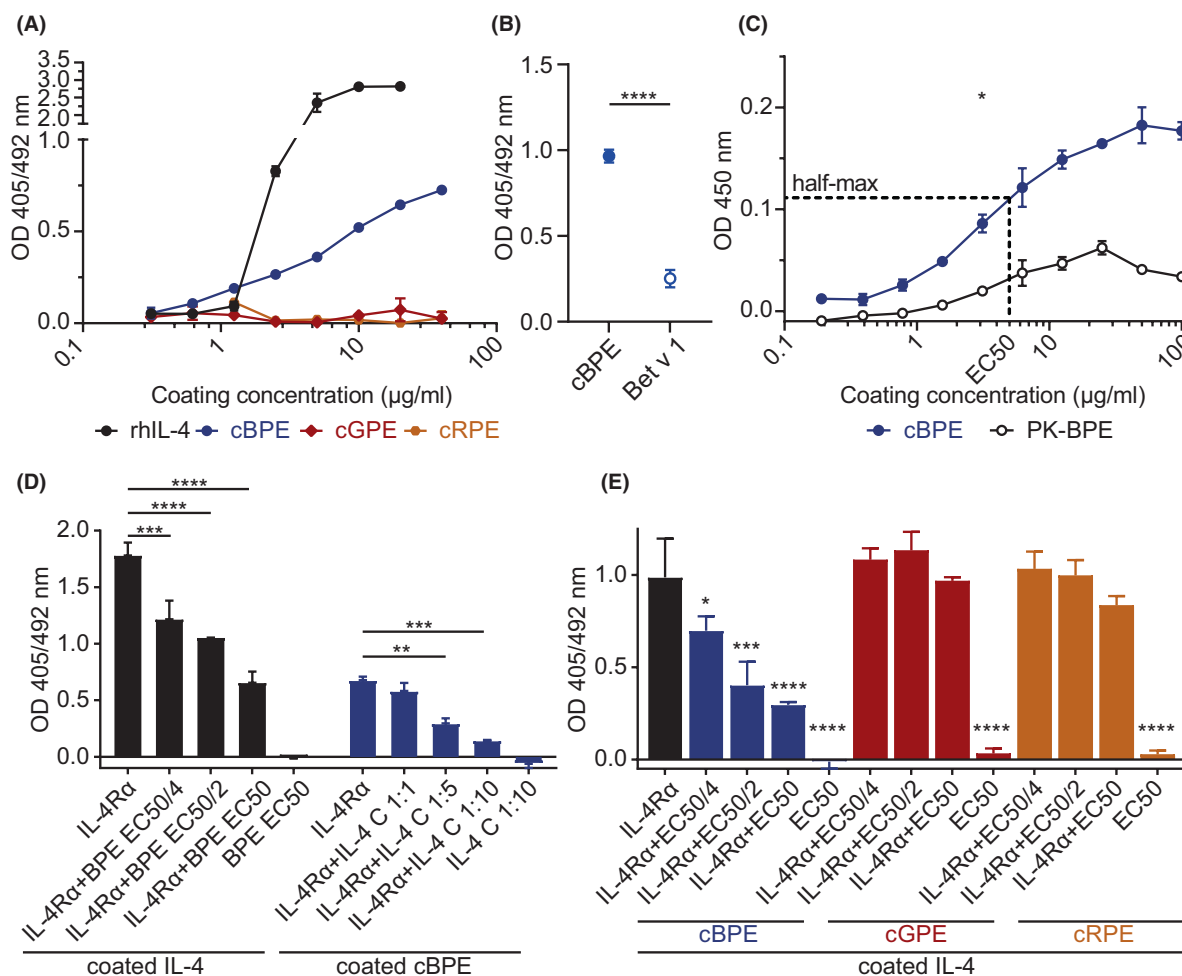 (A)
OD 405/492 nm
3.5
3.0
2.5
2.0
1.0
0.5
0.0
0.1
1
10
100
Coating concentration (µg/ml)
rhIL-4 cBPE cGPE cRPE
(B)
OD 405/492 nm
1.5
1.0
0.5
0.0
****
cBPE
Bet v 1
(C)
OD 450 nm
0.2
0.1
0.0
*
half-max
0.1
1
EC50
10
100
Coating concentration (µg/ml)
cBPE PK-BPE
(D)
OD 405/492 nm
2.0
1.5
1.0
0.5
0.0
****
****
***
***
**
IL-4Rα
IL-4Rα+BPE EC50/4
IL-4Rα+BPE EC50/2
IL-4Rα+BPE EC50
BPE EC50
IL-4Rα
IL-4Rα+IL-4 C 1:1
IL-4Rα+IL-4 C 1:5
IL-4Rα+IL-4 C 1:10
IL-4 C 1:10
coated IL-4
coated cBPE
(E)
OD 405/492 nm
1.0
0.5
0.0
*
***
****
****
****
****
IL-4Rα
IL-4Rα+EC50/4
IL-4Rα+EC50/2
IL-4Rα+EC50
EC50
IL-4Rα+EC50/4
IL-4Rα+EC50/2
IL-4Rα+EC50
EC50
IL-4Rα+EC50/4
IL-4Rα+EC50/2
IL-4Rα+EC50
EC50
cBPE
cGPE
cRPE
coated IL-4